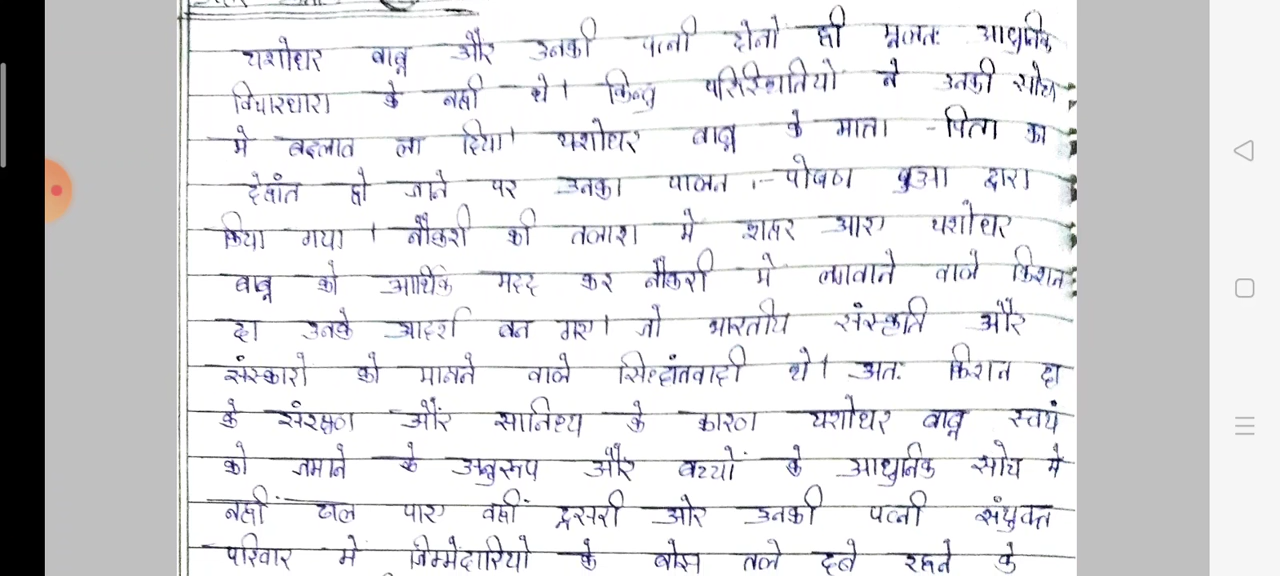 यशोधर बाबू और उनकी पत्नी दोनो ही मूलतः आधुनिक
विचारधारा के नही थे। किन्तु परिस्थितियो ने उनकी सोच
मे बदलाव ला दिया। यशोधर बाबू के माता - पिता का
देहांत हो जाने पर उनका पालन - पोषण बुआ द्वारा
किया गया । नौकरी की तलाश मे शहर आए यशोधर
बाबू को आर्थिक मदद कर नौकरी मे लगवाने वाले किशन
दा उनके आदर्श बन गए। जो भारतीय संस्कृति और
संस्कारो को मानने वाले सिद्धांतवादी थे। अतः किशन दा
के संरक्षण और सानिध्य के कारण यशोधर बाबू स्वयं
को जमाने के अनुरूप और बच्चों के आधुनिक सोच मे
नहीं ढाल पाए वहीं दूसरी ओर उनकी पत्नी संयुक्त
परिवार मे जिम्मेदारियो के बोझ तले दबे रहने के